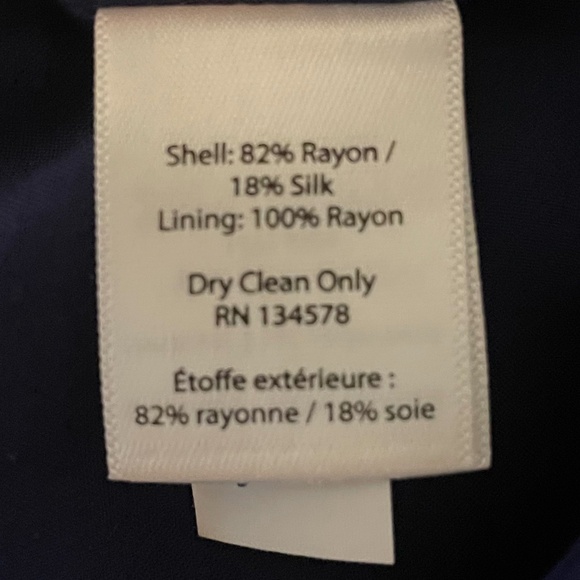 Shell: 82% Rayon /
18% Silk
Lining: 100% Rayon
Dry Clean Only
RN 134578
Étoffe extérieure :
82% rayonne / 18% soie